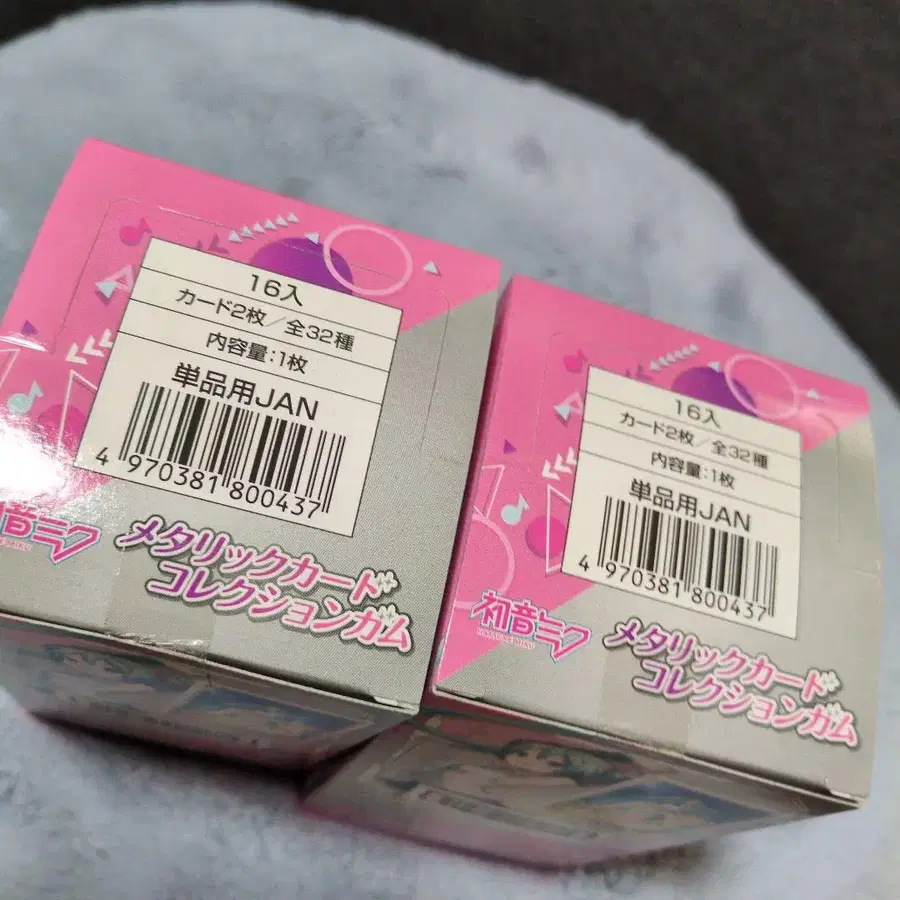 16入
カード2枚/全32種
内容量:1枚
単品用JAN
4 970381 800437
音ミク
メタリックカード
コレクションガム
16入
カード2枚/全32種
内容量:1枚
単品用JAN
4 970381 800437
初音ミク
HATSUNE MIKU
メタリックカード
コレクションガム